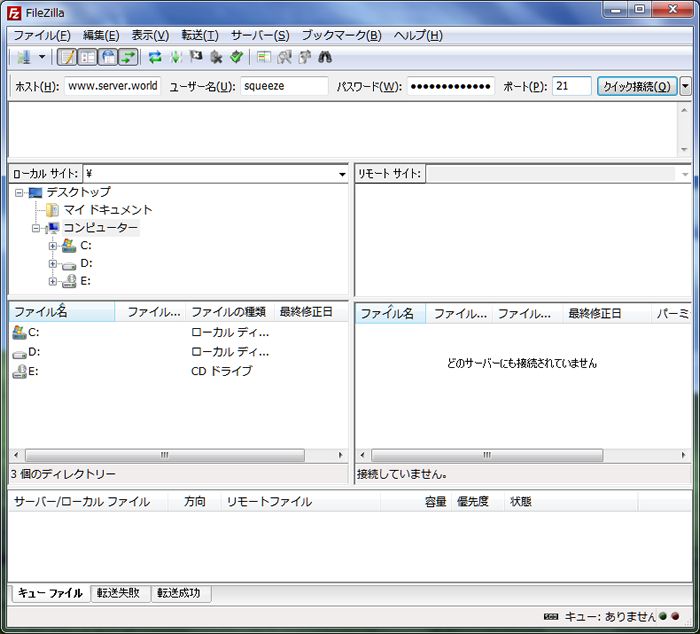 FileZilla
ファイル(F) 編集(E) 表示(V) 転送(T) サーバー(S) ブックマーク(B) ヘルプ(H)
ホスト(H): www.server.world ユーザー名(U): squeeze パスワード(W): ●●●●●●●●●●●●● ポート(P): 21 クイック接続(Q)
ローカル サイト: ¥
リモート サイト:
デスクトップ
マイ ドキュメント
コンピューター
C:
D:
E:
ファイル名 ファイル... ファイルの種類 最終修正日
C: ローカル ディ...
D: ローカル ディ...
E: CD ドライブ
3 個のディレクトリー
ファイル名 ファイル... ファイル... 最終修正日 パーミ
どのサーバーにも接続されていません
接続していません。
サーバー/ローカル ファイル 方向 リモートファイル 容量 優先度 状態
キュー ファイル 転送失敗 転送成功
キュー: ありません